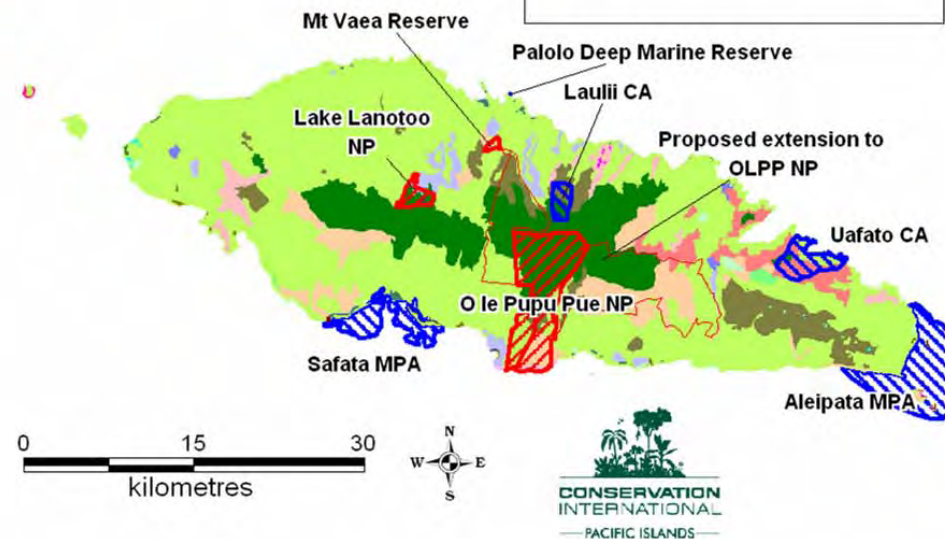 Mt Vaea Reserve
Palolo Deep Marine Reserve
Laulii CA
Lake Lanotoo
NP
Proposed extension to
OLPP NP
Uafato CA
O le Pupu Pue NP
Safata MPA
Aleipata MPA
0 15 30
kilometres
N
W E
S
CONSERVATION
INTERNATIONAL
PACIFIC ISLANDS